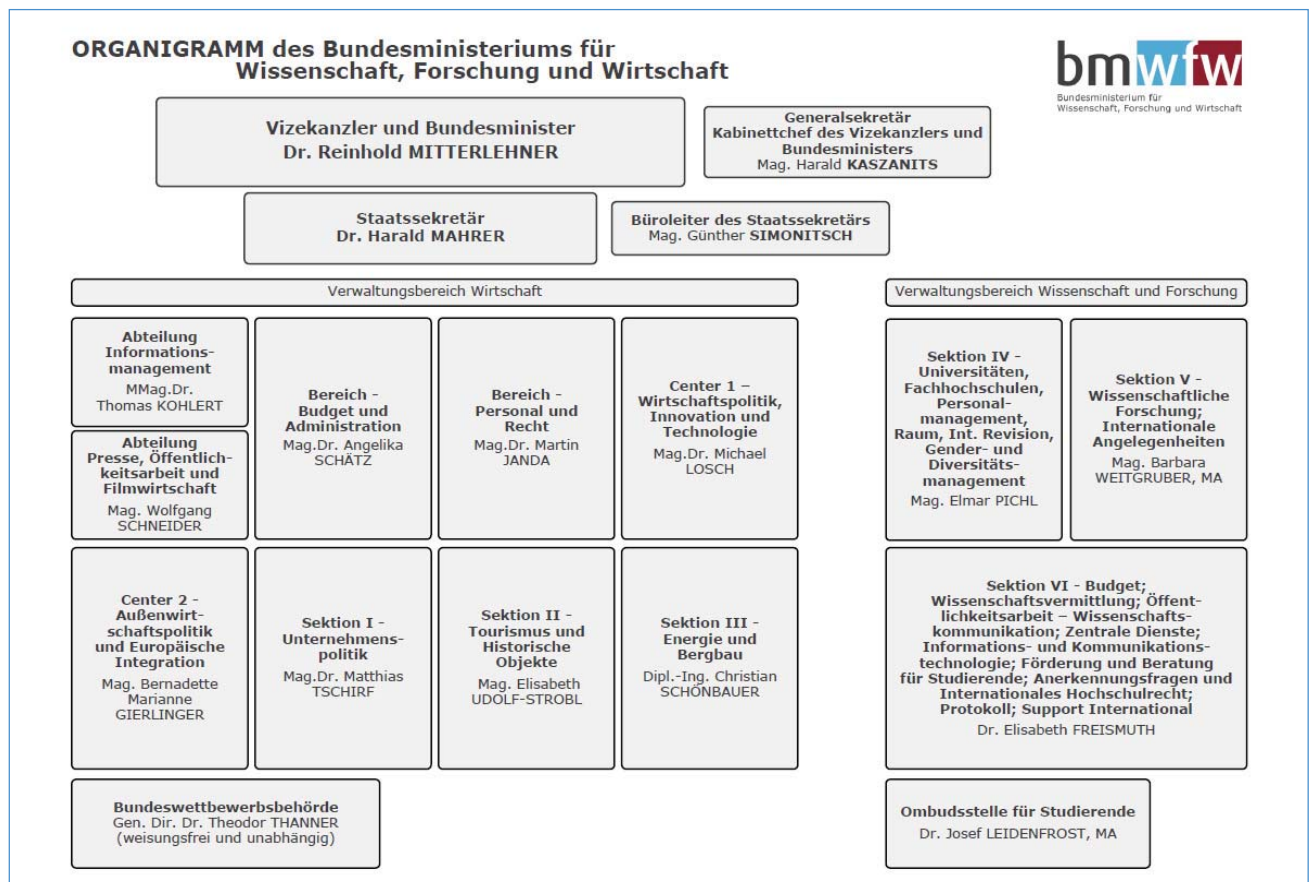 ORGANIGRAMM des Bundesministeriums für
Wissenschaft, Forschung und Wirtschaft
bmwfw
Bundesministerium für
Wissenschaft, Forschung und Wirtschaft
Vizekanzler und Bundesminister
Dr. Reinhold MITTERLEHNER
Generalsekretär
Kabinettchef des Vizekanzlers und
Bundesministers
Mag. Harald KASZANITS
Staatssekretär
Dr. Harald MAHRER
Büroleiter des Staatssekretärs
Mag. Günther SIMONITSCH
Verwaltungsbereich Wirtschaft
Verwaltungsbereich Wissenschaft und Forschung
Abteilung
Informations-
management
MMag.Dr.
Thomas KOHLERT
Abteilung
Presse, Öffentlich-
keitsarbeit und
Filmwirtschaft
Mag. Wolfgang
SCHNEIDER
Bereich -
Budget und
Administration
Mag.Dr. Angelika
SCHÄTZ
Bereich -
Personal und
Recht
Mag.Dr. Martin
JANDA
Center 1 –
Wirtschaftspolitik,
Innovation und
Technologie
Mag.Dr. Michael
LOSCH
Sektion IV -
Universitäten,
Fachhochschulen,
Personal-
management,
Raum, Int. Revision,
Gender- und
Diversitäts-
management
Mag. Elmar PICHL
Sektion V -
Wissenschaftliche
Forschung;
Internationale
Angelegenheiten
Mag. Barbara
WEITGRUBER, MA
Center 2 -
Außenwirt-
schaftspolitik
und Europäische
Integration
Mag. Bernadette
Marianne
GIERLINGER
Sektion I -
Unternehmens-
politik
Mag.Dr. Matthias
TSCHIRF
Sektion II -
Tourismus und
Historische
Objekte
Mag. Elisabeth
UDOLF-STROBL
Sektion III -
Energie und
Bergbau
Dipl.-Ing. Christian
SCHÖNBAUER
Sektion VI - Budget;
Wissenschaftsvermittlung; Öffent-
lichkeitsarbeit – Wissenschafts-
kommunikation; Zentrale Dienste;
Informations- und Kommunikations-
technologie; Förderung und Beratung
für Studierende; Anerkennungsfragen und
Internationales Hochschulrecht;
Protokoll; Support International
Dr. Elisabeth FREISMUTH
Bundeswettbewerbsbehörde
Gen. Dir. Dr. Theodor THANNER
(weisungsfrei und unabhängig)
Ombudsstelle für Studierende
Dr. Josef LEIDENFROST, MA